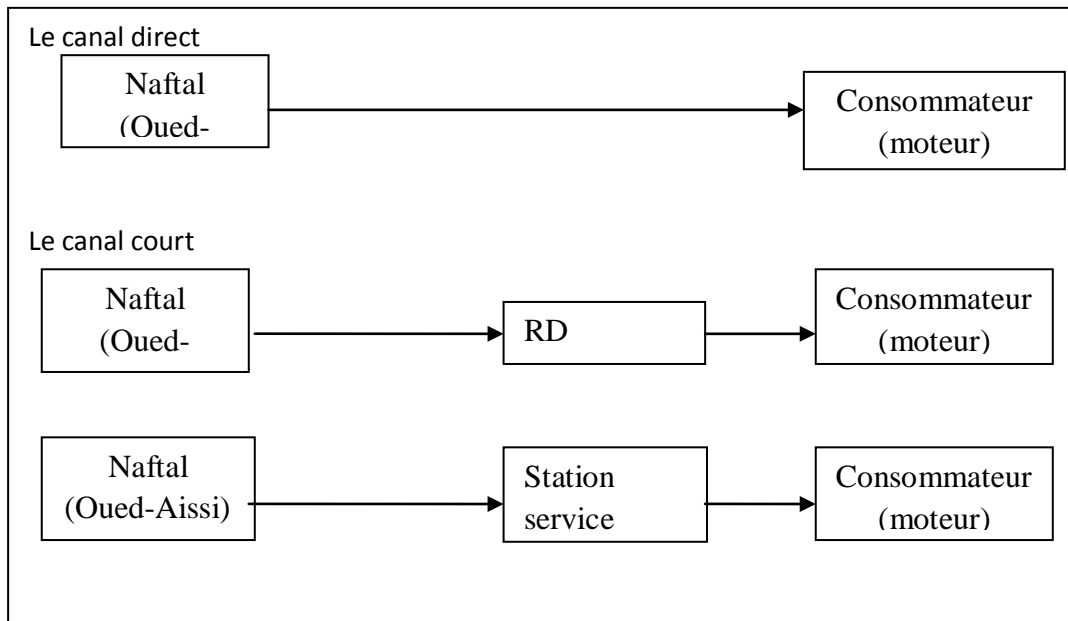 Le canal direct
Naftal
(Oued-
Consommateur
(moteur)
Le canal court
Naftal
(Oued-
RD
Consommateur
(moteur)
Naftal
(Oued-Aissi)
Station
service
Consommateur
(moteur)